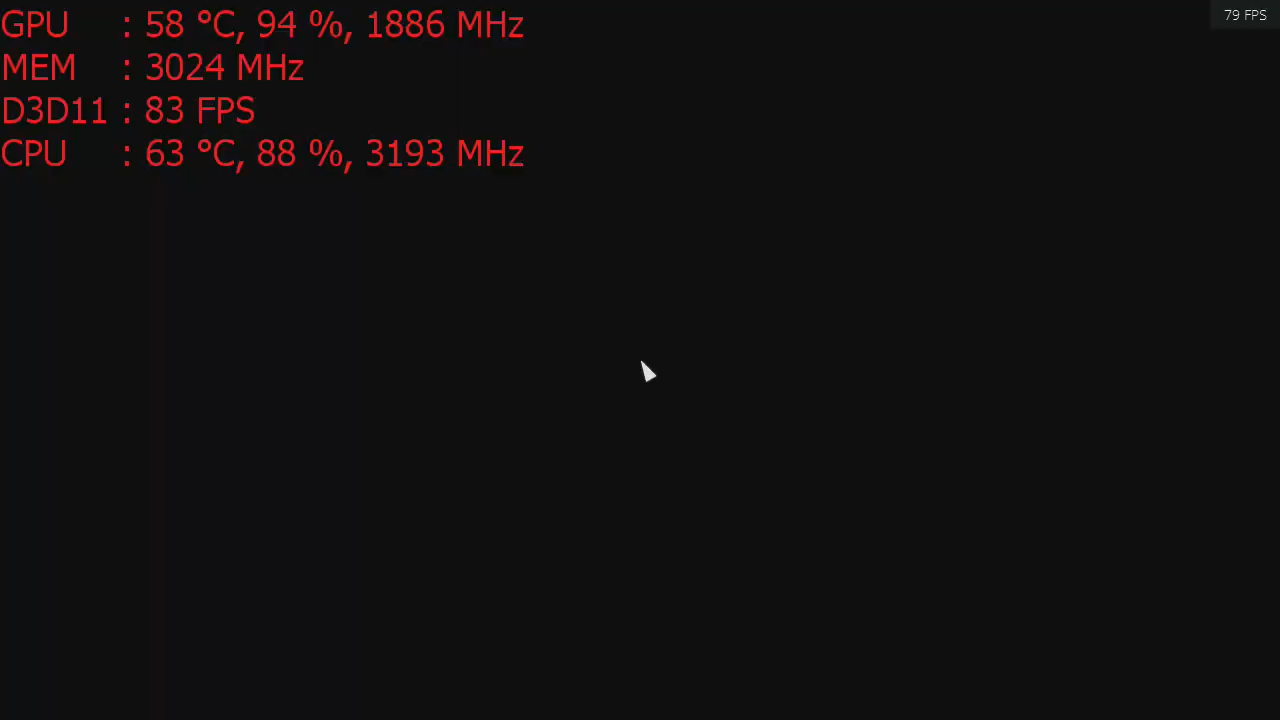 GPU : 58 °C, 94 %, 1886 MHz
79 FPS
MEM : 3024 MHz
D3D11 : 83 FPS
CPU : 63 °C, 88 %, 3193 MHz